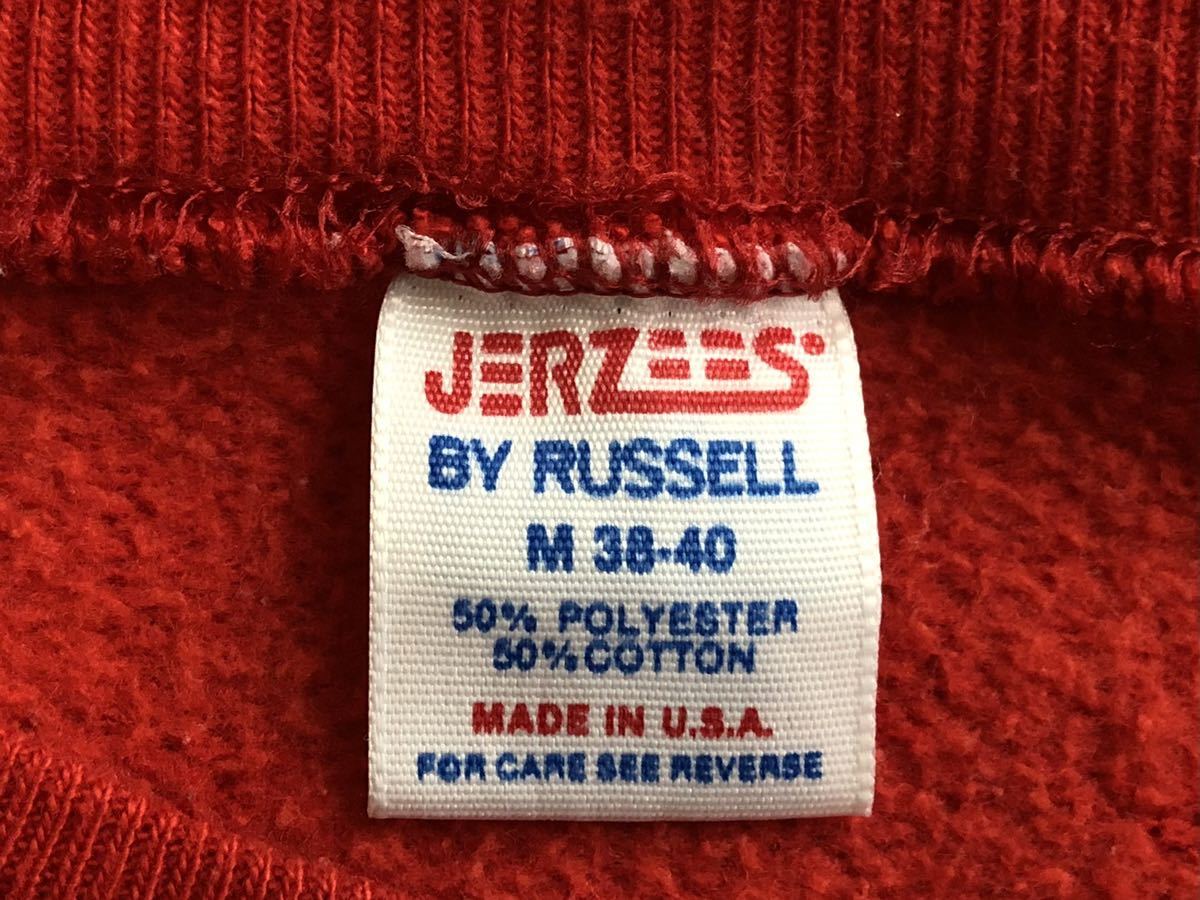 JERZEES®
BY RUSSELL
M 38-40
50% POLYESTER
50% COTTON
MADE IN U.S.A.
FOR CARE SEE REVERSE